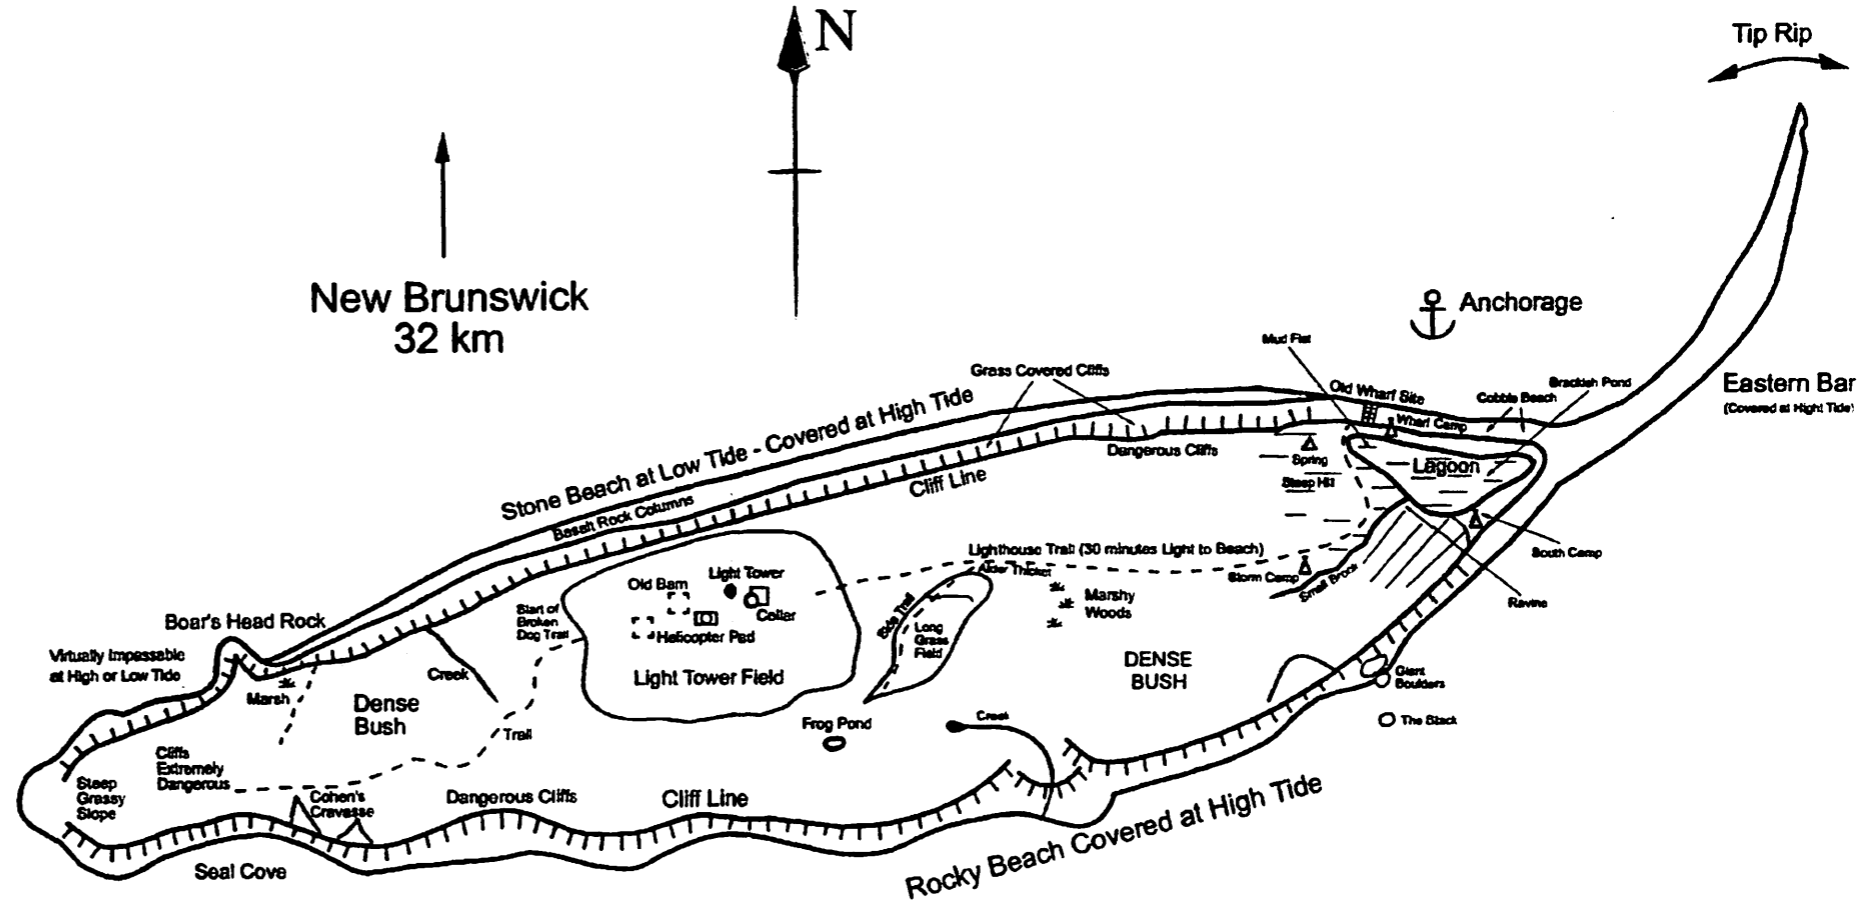 Tip Rip
N
New Brunswick
32 km
Anchorage
Mud Flat
Grass Covered Cliffs
Old Wharf Site
Cobble Beach
Brackish Pond
Eastern Bar
(Covered at Hight Tide)
Stone Beach at Low Tide - Covered at High Tide
Wharf Camp
Dangerous Cliffs
Spring
Lagoon
Steep Hill
Cliff Line
Basalt Rock Columns
South Camp
Lighthouse Trail (30 minutes Light to Beach)
Alder Thicket
Storm Camp
Small Brook
Ravine
Marshy
Woods
Light Tower
Old Barn
Cellar
Helicopter Pad
Light Tower Field
Start of
Broken
Dog Trail
Side Trail
Long
Grass
Field
Boar's Head Rock
Virtually Impassable
at High or Low Tide
Marsh
Creek
Dense
Bush
Trail
DENSE
BUSH
Giant
Boulders
The Stack
Frog Pond
Creek
Cliffs
Extremely
Dangerous
Steep
Grassy
Slope
Cohen's
Cravasse
Dangerous Cliffs
Cliff Line
Seal Cove
Rocky Beach Covered at High Tide